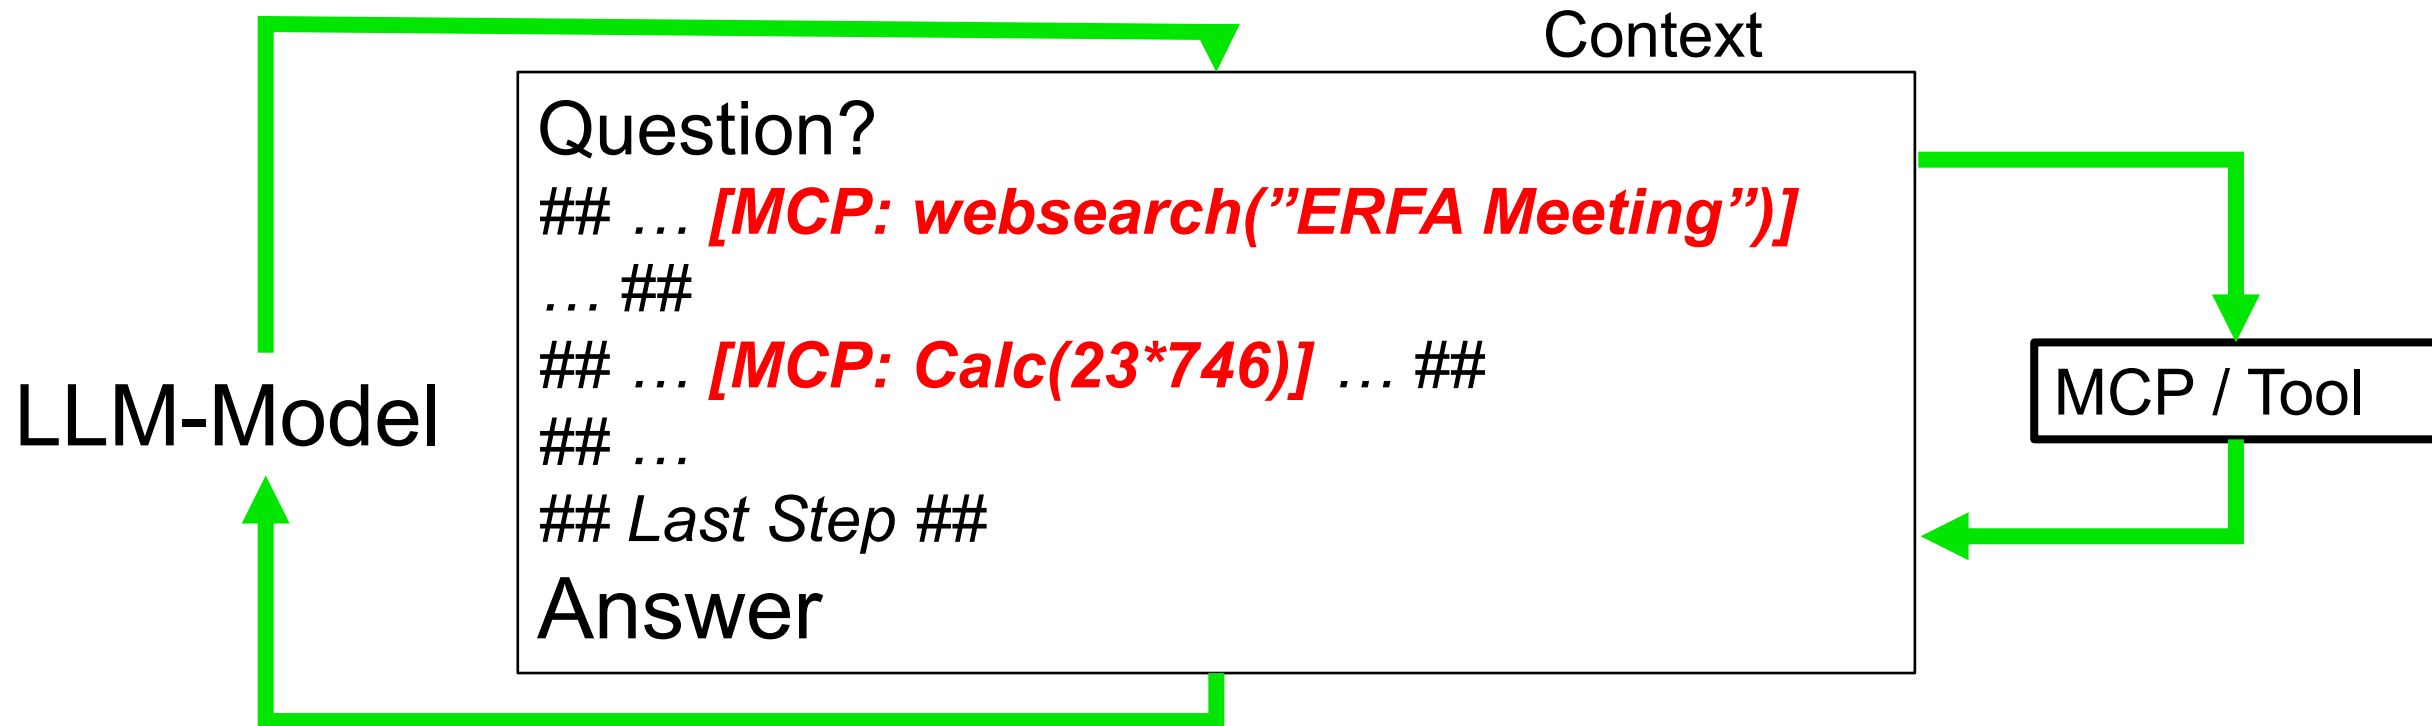 Context
Question?
## … [MCP: websearch(”ERFA Meeting”)]
… ##
## … [MCP: Calc(23*746)] … ##
## …
## Last Step ##
Answer
LLM-Model
MCP / Tool